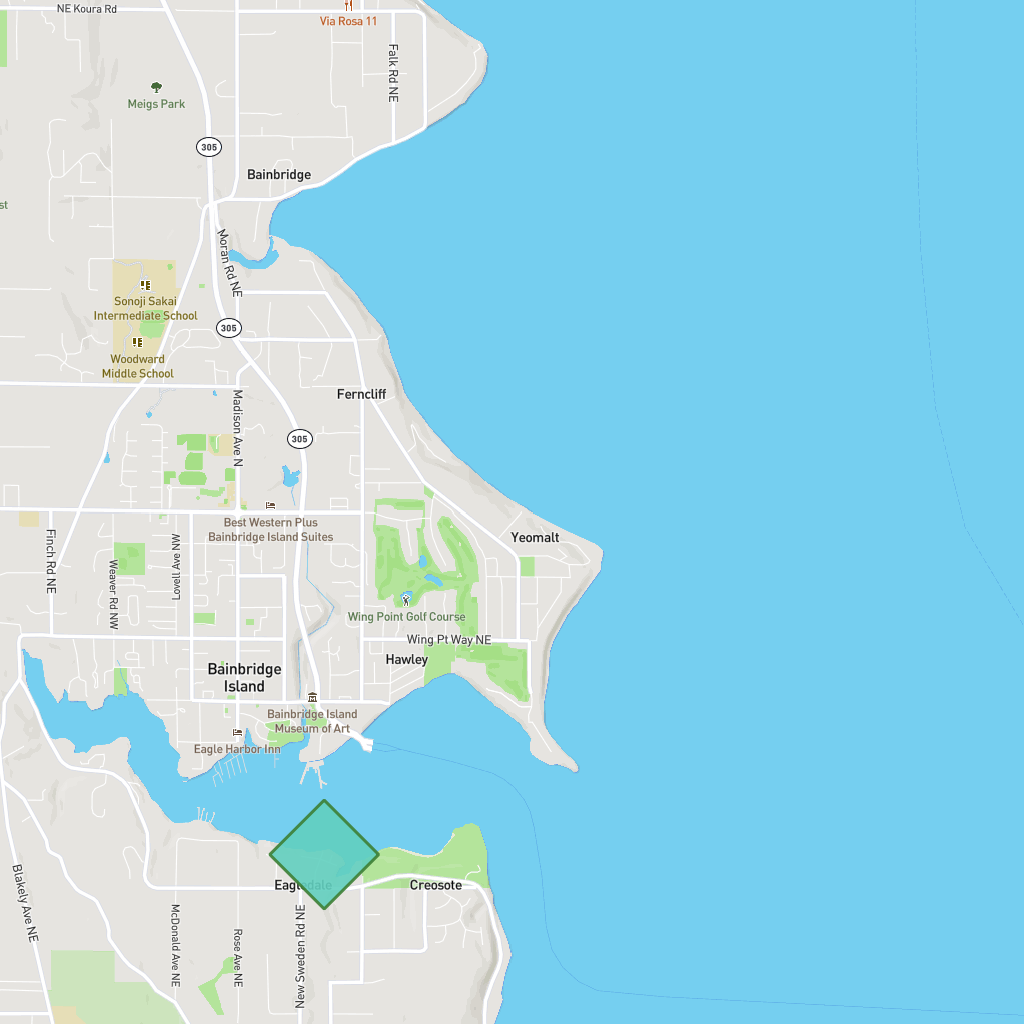 NE Koura Rd
Via Rosa 11
Falk Rd NE
Meigs Park
305
Bainbridge
st
Moran Rd NE
Sonoji Sakai
Intermediate School
305
Woodward
Middle School
Ferncliff
Madison Ave N
305
Best Western Plus
Bainbridge Island Suites
Yeomalt
Finch Rd NE
Weaver Rd NW
Lovell Ave NW
Wing Point Golf Course
Wing Pt Way NE
Hawley
Bainbridge
Island
Bainbridge Island
Museum of Art
Eagle Harbor Inn
Eagledale
Creosote
Blakely Ave NE
McDonald Ave NE
Rose Ave NE
New Sweden Rd NE